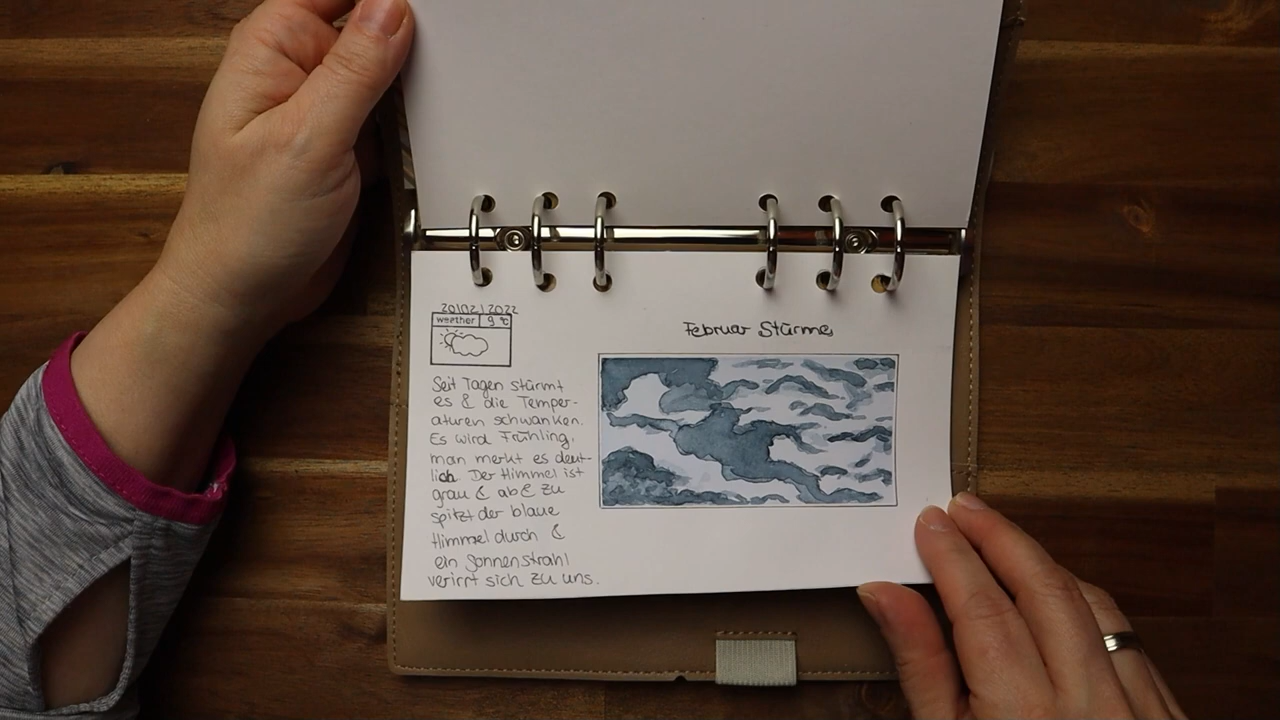 20|02|2022
weather 9 °C
Februar Stürme
Seit Tagen stürmt
es & die Temper-
aturen schwanken.
Es wird Frühling,
man merkt es deut-
lich. Der Himmel ist
grau & ab & zu
spitzt der blaue
Himmel durch &
ein Sonnenstrahl
verirrt sich zu uns.